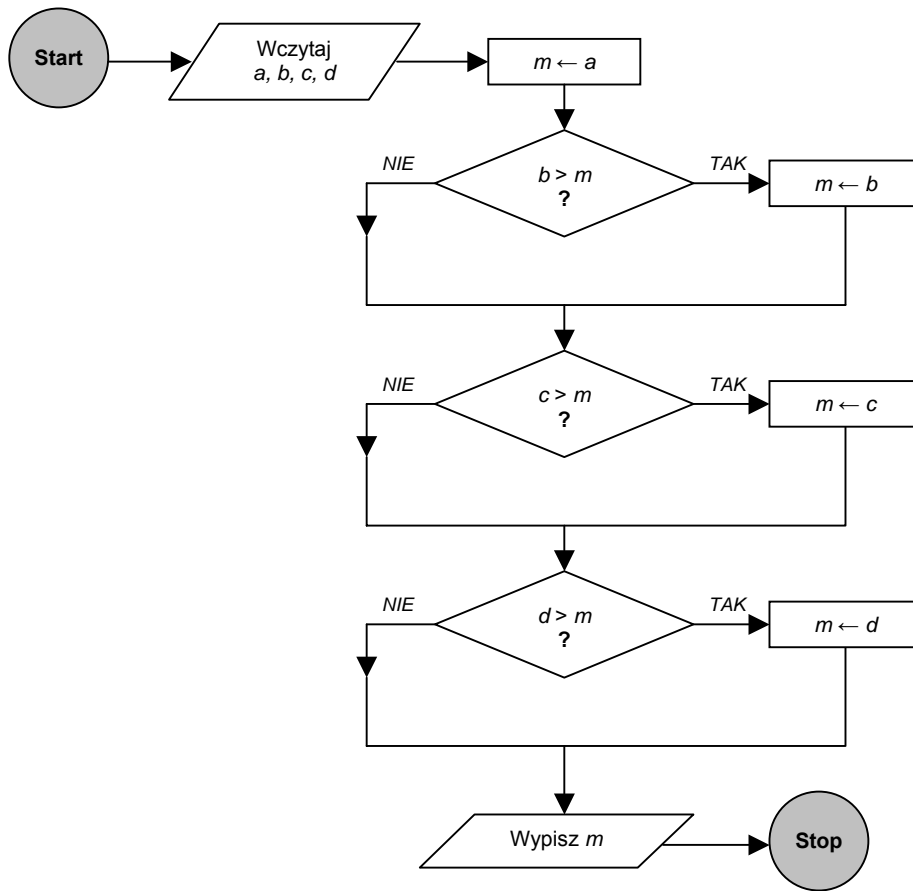 Start
Wczytaj
a, b, c, d
m ← a
NIE
b > m
?
TAK
m ← b
NIE
c > m
?
TAK
m ← c
NIE
d > m
?
TAK
m ← d
Wypisz m
Stop